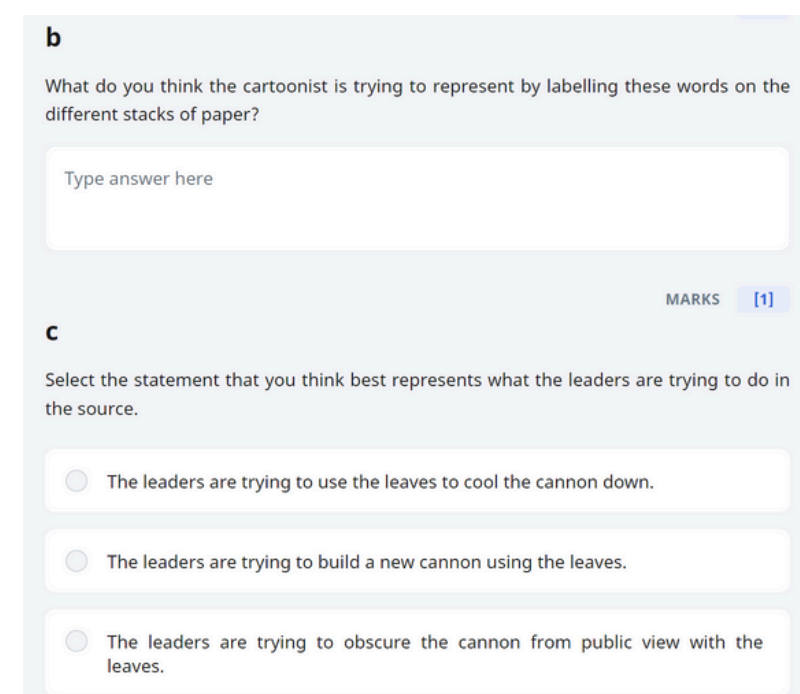 b
What do you think the cartoonist is trying to represent by labelling these words on the
different stacks of paper?
Type answer here
MARKS [1]
c
Select the statement that you think best represents what the leaders are trying to do in
the source.
The leaders are trying to use the leaves to cool the cannon down.
The leaders are trying to build a new cannon using the leaves.
The leaders are trying to obscure the cannon from public view with the
leaves.